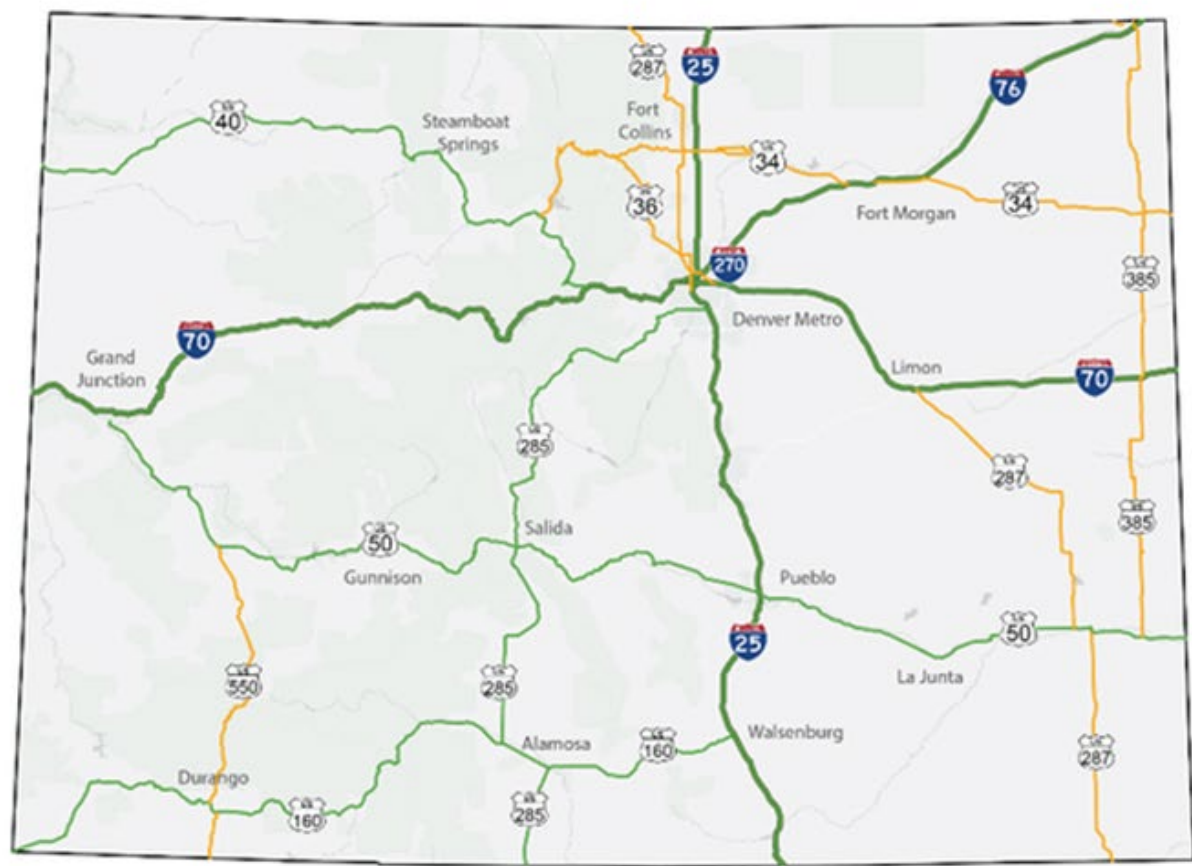 287
25
76
40
Steamboat
Springs
Fort
Collins
34
36
34
Fort Morgan
270
385
Denver Metro
70
Grand
Junction
Limon
70
285
287
385
Salida
50
Gunnison
Pueblo
25
50
La Junta
550
285
Walsenburg
Alamosa
160
287
Durango
160
285